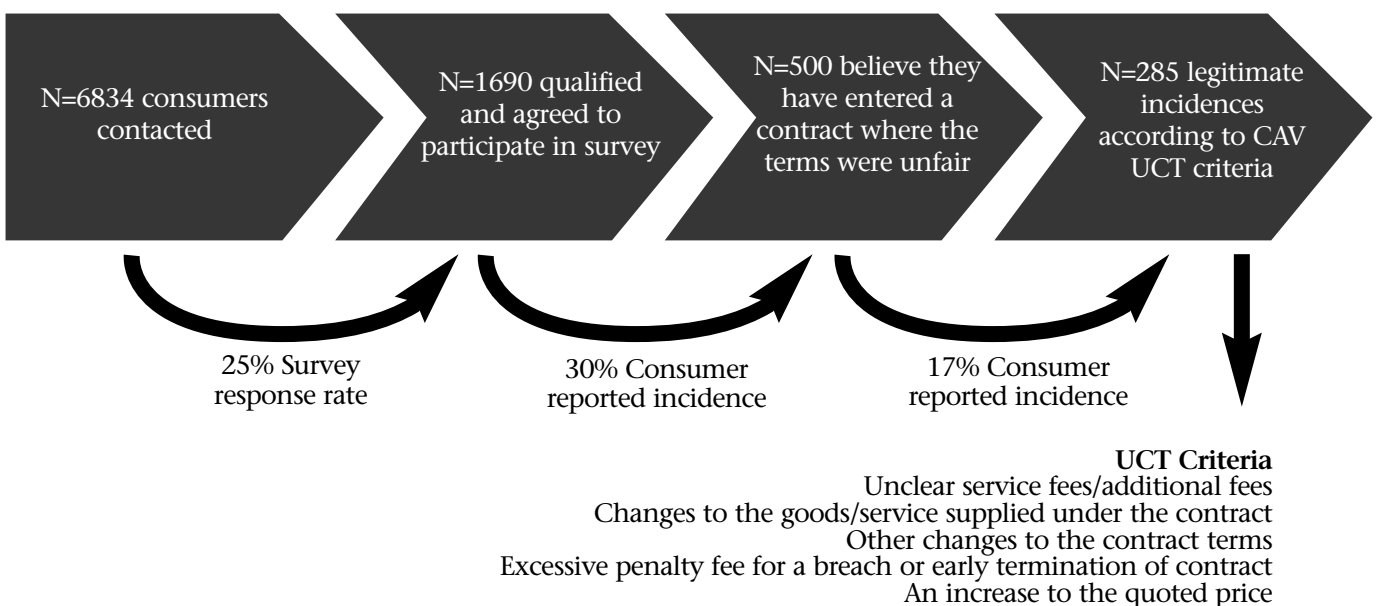 N=6834 consumers
contacted
N=1690 qualified
and agreed to
participate in survey
N=500 believe they
have entered a
contract where the
terms were unfair
N=285 legitimate
incidences
according to CAV
UCT criteria
25% Survey
response rate
30% Consumer
reported incidence
17% Consumer
reported incidence
UCT Criteria
Unclear service fees/additional fees
Changes to the goods/service supplied under the contract
Other changes to the contract terms
Excessive penalty fee for a breach or early termination of contract
An increase to the quoted price